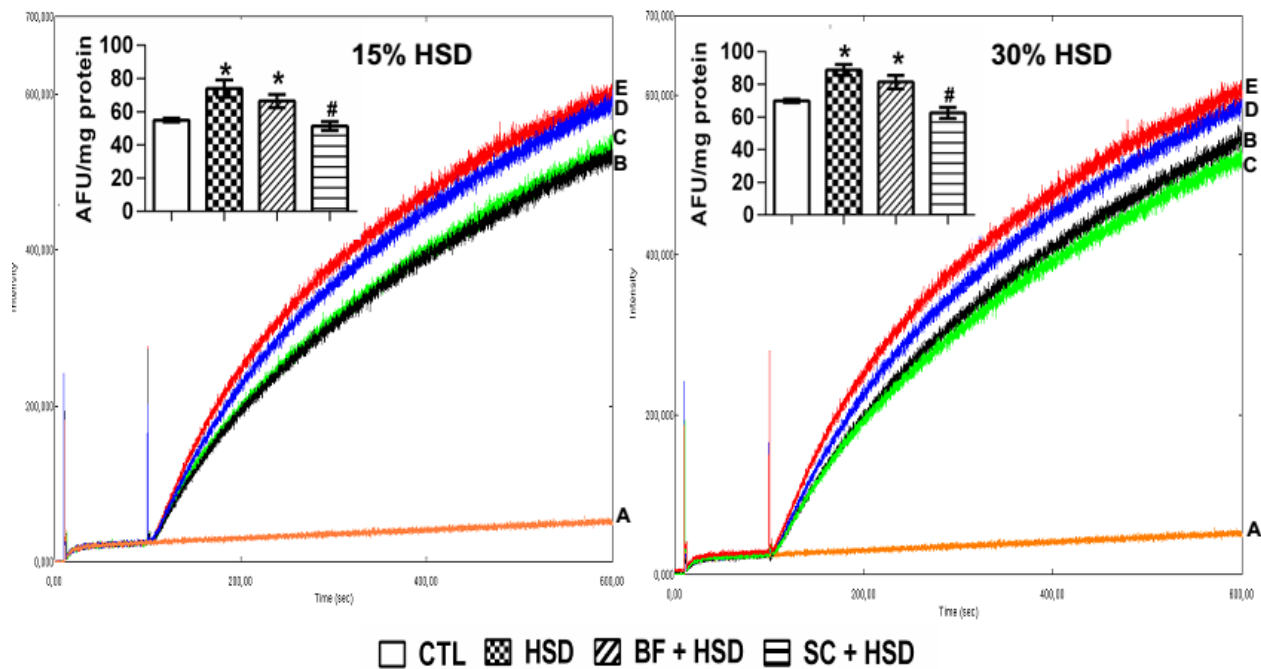 700,000
600,000
400,000
200,000
0,000
Intensity
0,00
200,00
400,00
600,00
Time (sec)
15% HSD
AFU/mg protein
100
80
60
40
20
0
*
*
#
E
D
C
B
A
700,000
600,000
400,000
200,000
0,000
Intensity
0,00
200,00
400,00
600,00
Time (sec)
30% HSD
AFU/mg protein
100
80
60
40
20
0
*
*
#
E
D
B
C
A
CTL HSD BF + HSD SC + HSD